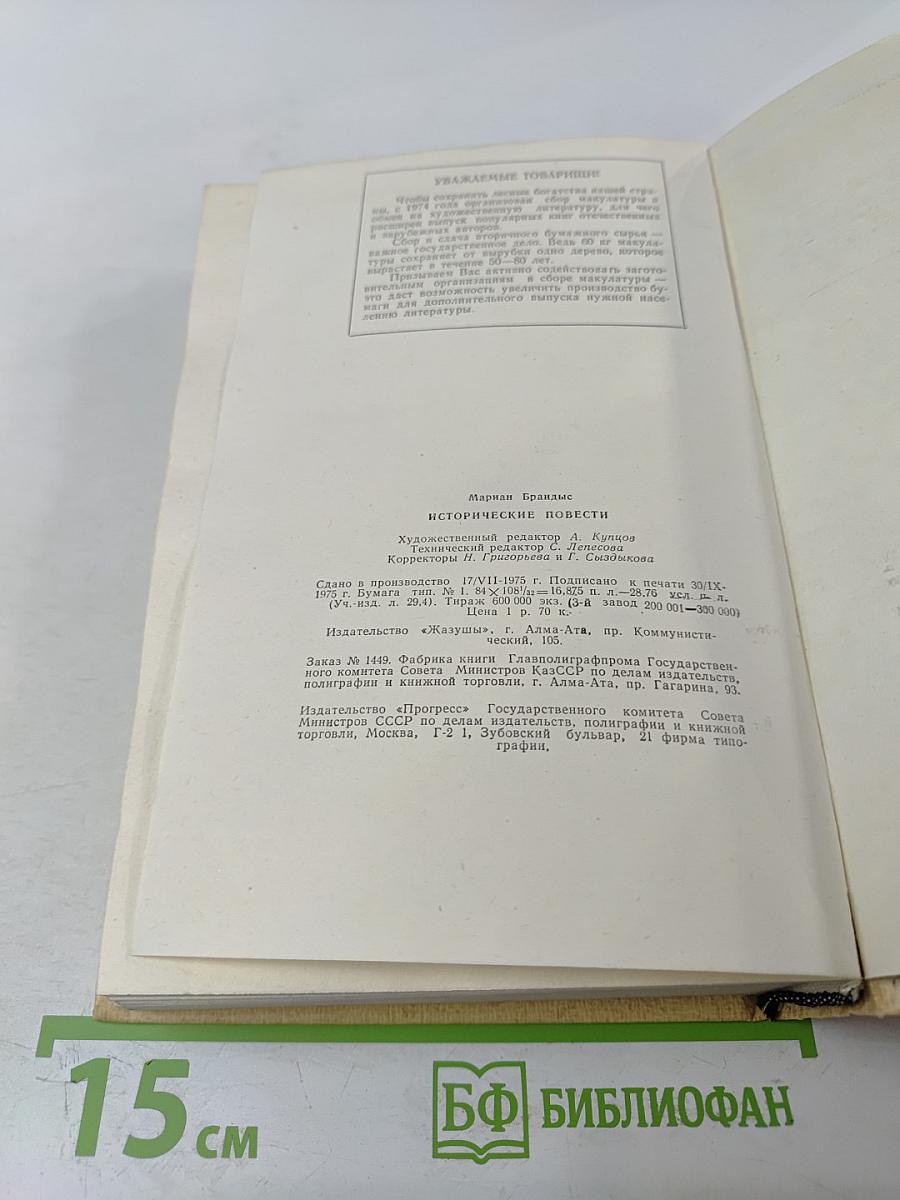 УВАЖАЕМЫЕ ТОВАРИЩИ!
Чтобы сохранить лесные богатства нашей стра-
ны, с 1974 года организован сбор макулатуры в
обмен на художественную литературу, для чего
расширен выпуск популярных книг отечественных
и зарубежных авторов.
Сбор и сдача вторичного бумажного сырья —
важное государственное дело. Ведь 60 кг макула-
туры сохраняет от вырубки одно дерево, которое
вырастает в течение 50—80 лет.
Призываем Вас активно содействовать загото-
вительным организациям в сборе макулатуры —
это даст возможность увеличить производство бу-
маги для дополнительного выпуска нужной насе-
лению литературы.
Мариан Брандыс
ИСТОРИЧЕСКИЕ ПОВЕСТИ
Художественный редактор А. Купцов
Технический редактор С. Лепесова
Корректоры Н. Григорьева и Г. Сыздыкова
Сдано в производство 17/VII-1975 г. Подписано к печати 30/IX-
1975 г. Бумага тип. № 1. 84×108¹/₃₂=16,875 п. л.—28.76 усл. п. л.
(Уч.-изд. л. 29,4). Тираж 600 000 экз. (3-й завод 200 001—300 000)
Цена 1 р. 70 к.
Издательство «Жазушы», г. Алма-Ата, пр. Коммунисти-
ческий, 105.
Заказ № 1449. Фабрика книги Главполиграфпрома Государствен-
ного комитета Совета Министров КазССР по делам издательств,
полиграфии и книжной торговли, г. Алма-Ата, пр. Гагарина, 93.
Издательство «Прогресс» Государственного комитета Совета
Министров СССР по делам издательств, полиграфии и книжной
торговли, Москва, Г-2 1, Зубовский бульвар, 21 фирма типо-
графии.
15 см
БФ БИБЛИОФАН